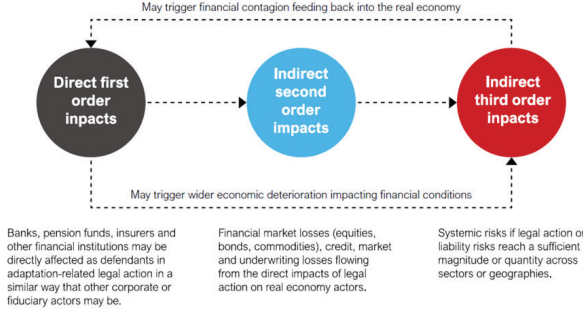 May trigger financial contagion feeding back into the real economy
Direct first
order
inpacts
Indirect
second
order
impacts
Indirect
third order
inpacts
May trigger wider economic deterioration impacting financial conditions
Banks, pension funds, insurers and
other financial institutions may be
directly affected as defendants in
adaptation-related legal action in a
similar way that other corporate or
fiduciary actors may be.
Financial market losses (equities,
bonds, commodities), credit, market
and underwriting losses flowing
from the direct impacts of legal
action on real economy actors.
Systemic risks if legal action or
liability risks reach a sufficient
magnitude or quantity across
sectors or geographies.